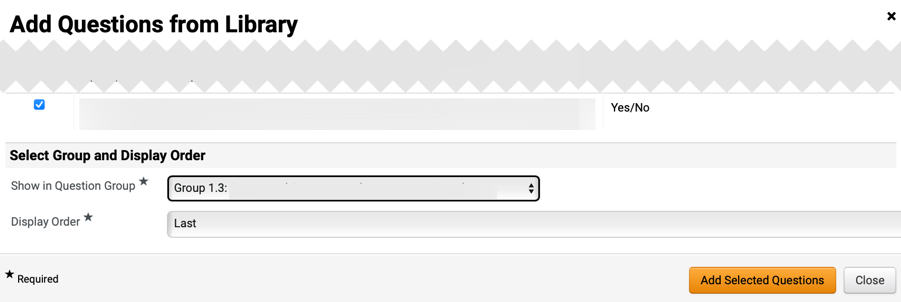 Add Questions from Library
×
Yes/No
Select Group and Display Order
Show in Question Group ★
Group 1.3:
Display Order ★
Last
★ Required
Add Selected Questions
Close